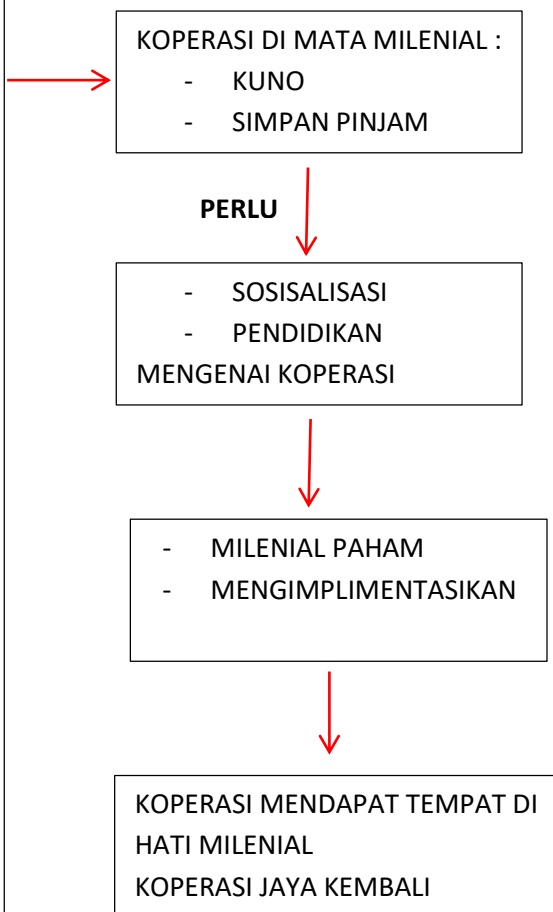 KOPERASI DI MATA MILENIAL :
- KUNO
- SIMPAN PINJAM
PERLU
- SOSISALISASI
- PENDIDIKAN
MENGENAI KOPERASI
- MILENIAL PAHAM
- MENGIMPLIMENTASIKAN
KOPERASI MENDAPAT TEMPAT DI
HATI MILENIAL
KOPERASI JAYA KEMBALI